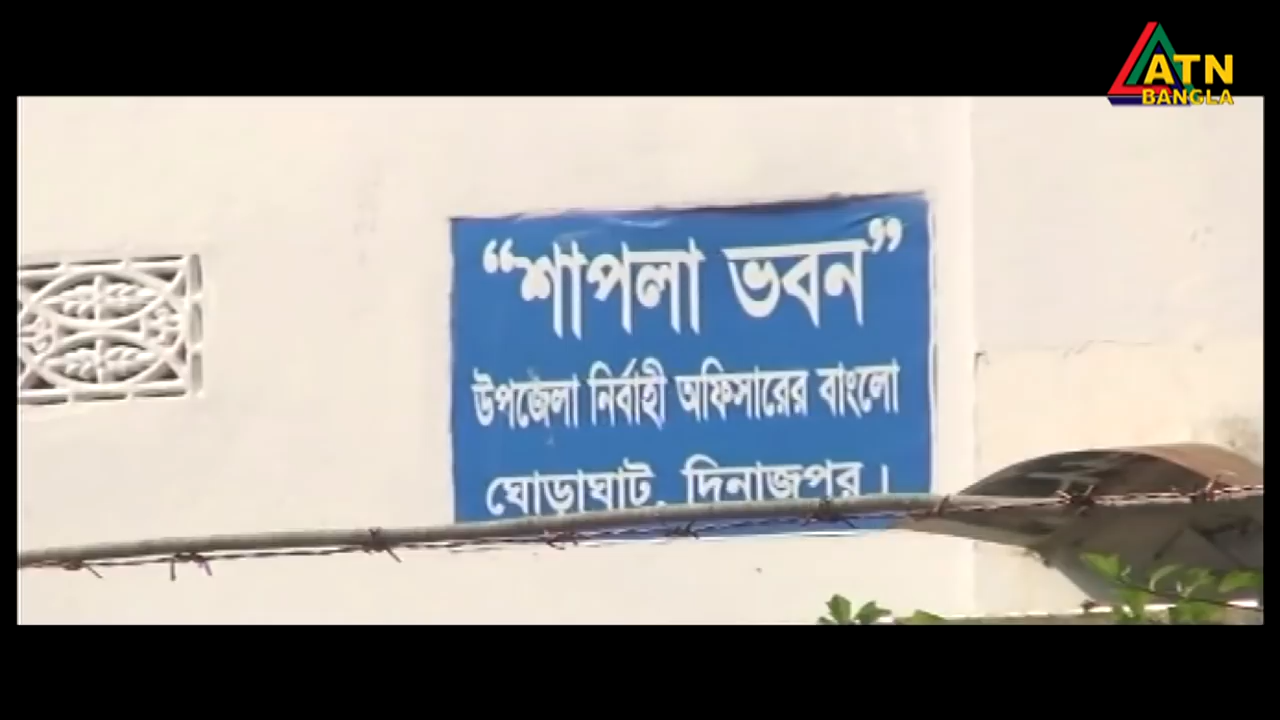 ATN
BANGLA
“শাপলা ভবন”
উপজেলা নির্বাহী অফিসারের বাংলো
ঘোড়াঘাট, দিনাজপুর।